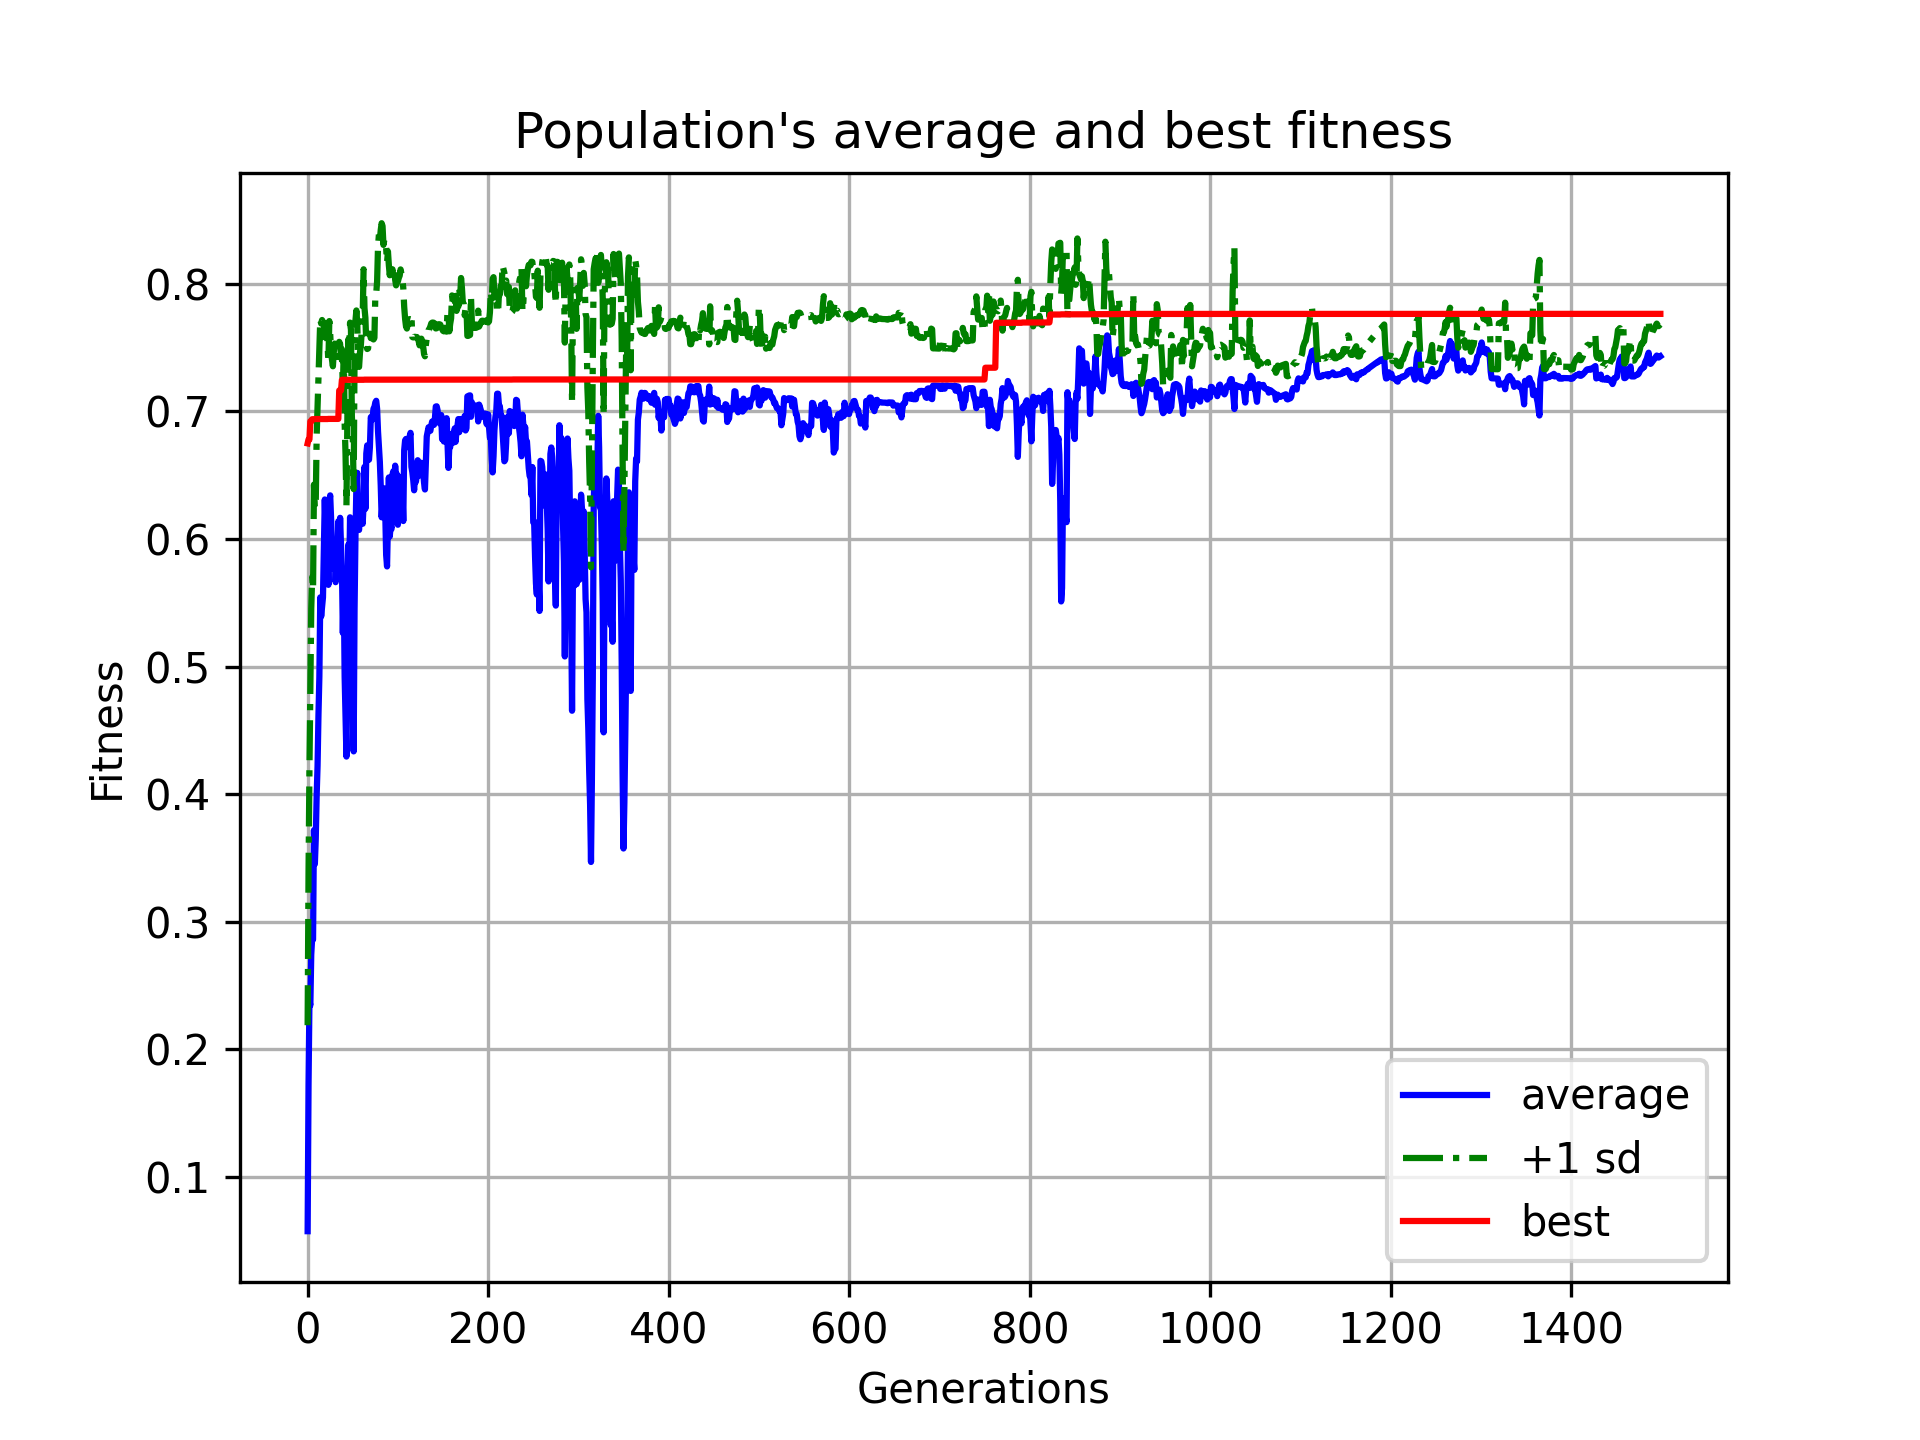 Population's average and best fitness
Fitness
0.8
0.7
0.6
0.5
0.4
0.3
0.2
0.1
0 200 400 600 800 1000 1200 1400
Generations
average
+1 sd
best